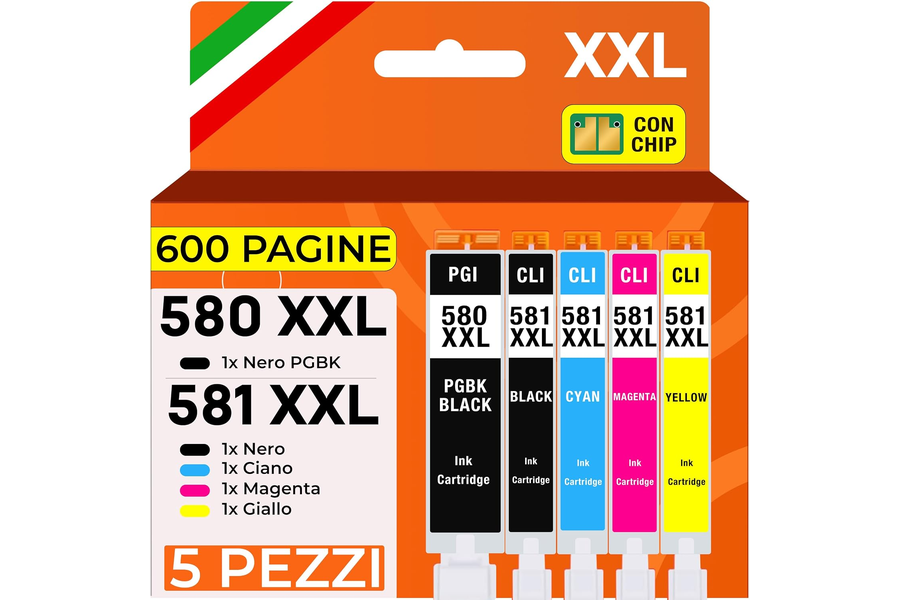 XXL
CON
CHIP
600 PAGINE
580 XXL
1x Nero PGBK
581 XXL
1x Nero
1x Ciano
1x Magenta
1x Giallo
5 PEZZI
PGI
580
XXL
PGBK
BLACK
Ink
Cartridge
CLI
581
XXL
BLACK
Ink
Cartridge
CLI
581
XXL
CYAN
Ink
Cartridge
CLI
581
XXL
MAGENTA
Ink
Cartridge
CLI
581
XXL
YELLOW
Ink
Cartridge